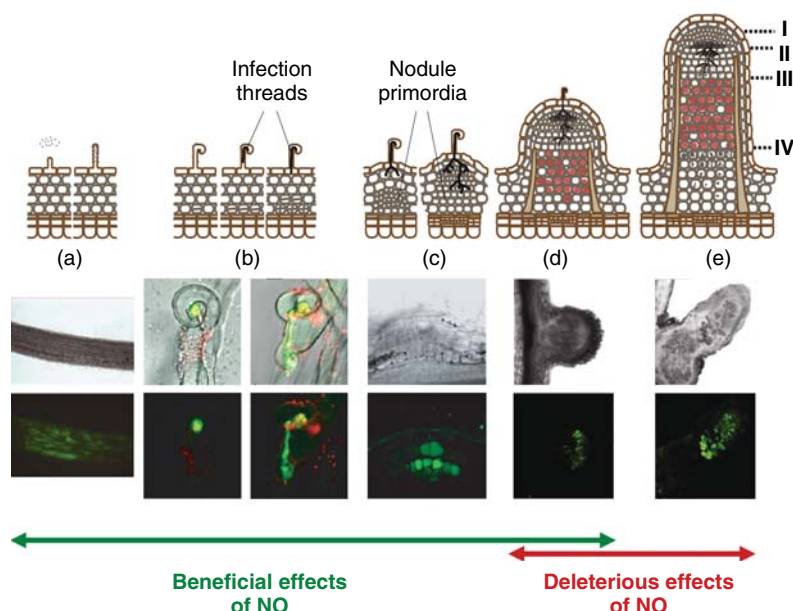 Infection
threads
Nodule
primordia
I
II
III
IV
(a)
(b)
(c)
(d)
(e)
Beneficial effects
of NO
Deleterious effects
of NO